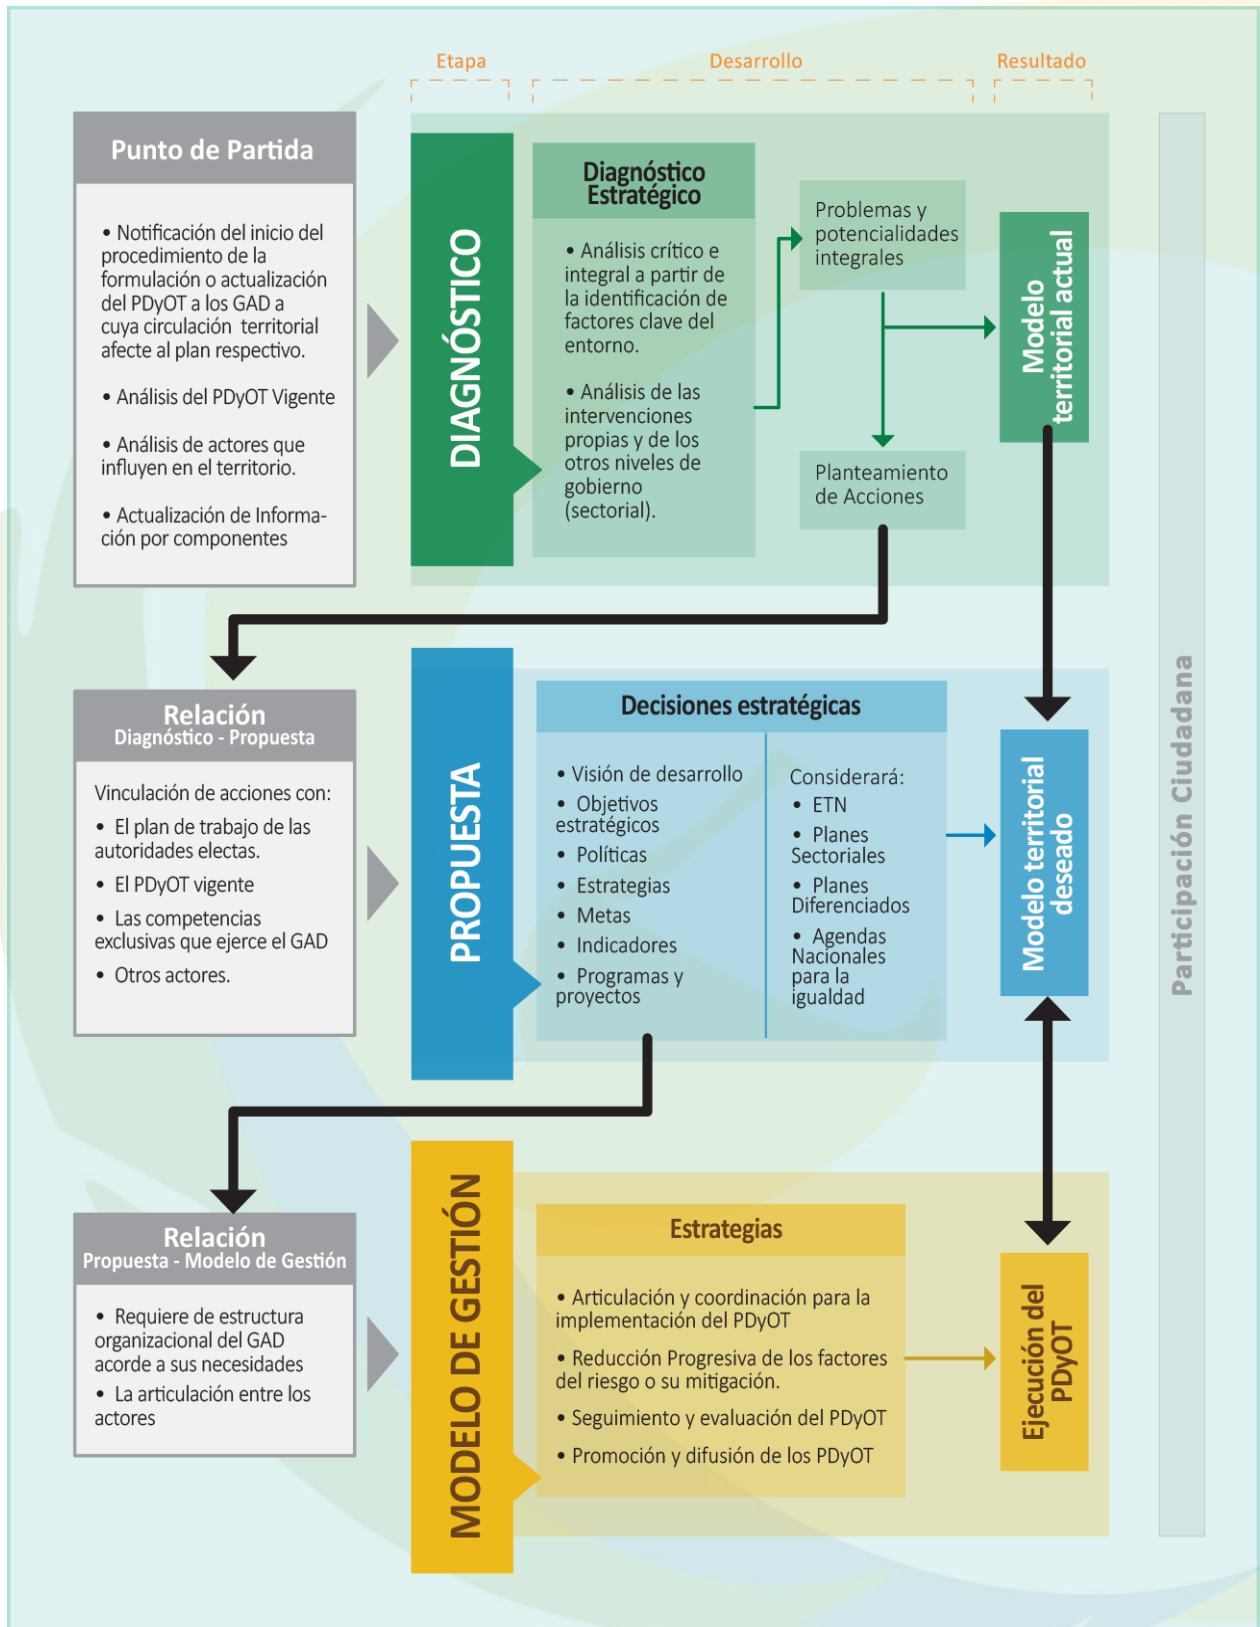 Etapa
Desarrollo
Resultado
Punto de Partida
• Notificación del inicio del
procedimiento de la
formulación o actualización
del PDyOT a los GAD a
cuya circulación territorial
afecte al plan respectivo.
• Análisis del PDyOT Vigente
• Análisis de actores que
influyen en el territorio.
• Actualización de Informa-
ción por componentes
DIAGNÓSTICO
Diagnóstico
Estratégico
• Análisis crítico e
integral a partir de
la identificación de
factores clave del
entorno.
• Análisis de las
intervenciones
propias y de los
otros niveles de
gobierno
(sectorial).
Problemas y
potencialidades
integrales
Planteamiento
de Acciones
Modelo
territorial actual
Relación
Diagnóstico - Propuesta
Vinculación de acciones con:
• El plan de trabajo de las
autoridades electas.
• El PDyOT vigente
• Las competencias
exclusivas que ejerce el GAD
• Otros actores.
PROPUESTA
Decisiones estratégicas
• Visión de desarrollo
• Objetivos
estratégicos
• Políticas
• Estrategias
• Metas
• Indicadores
• Programas y
proyectos
Considerará:
• ETN
• Planes
Sectoriales
• Planes
Diferenciados
• Agendas
Nacionales
para la
igualdad
Modelo territorial
deseado
Relación
Propuesta - Modelo de Gestión
• Requiere de estructura
organizacional del GAD
acorde a sus necesidades
• La articulación entre los
actores
MODELO DE GESTIÓN
Estrategias
• Articulación y coordinación para la
implementación del PDyOT
• Reducción Progresiva de los factores
del riesgo o su mitigación.
• Seguimiento y evaluación del PDyOT
• Promoción y difusión de los PDyOT
Ejecución del
PDyOT
Participación Ciudadana